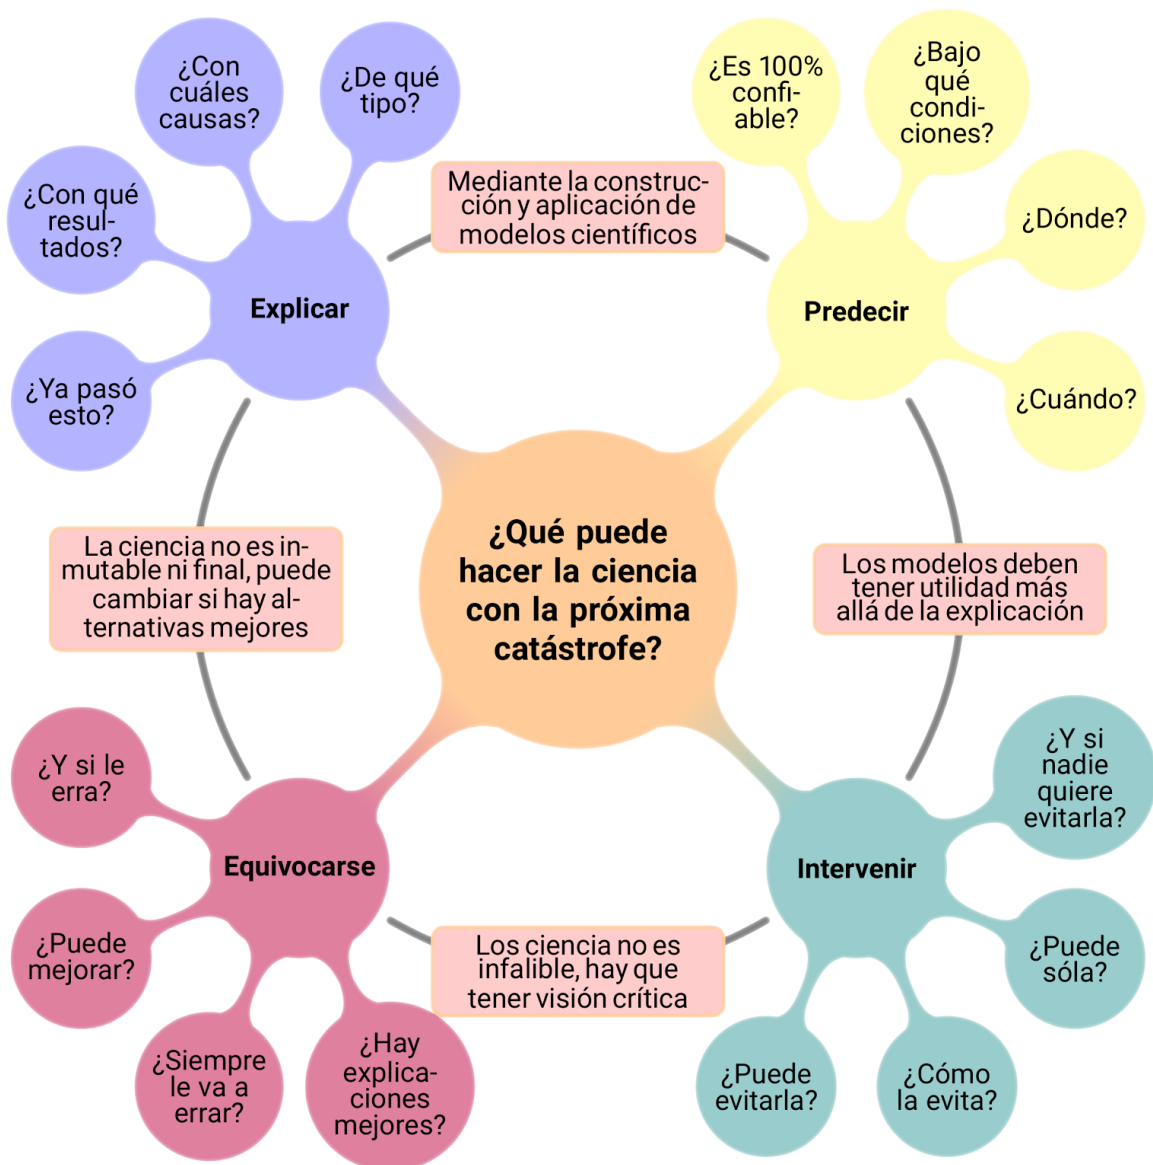 ¿Con
cuáles
causas?
¿De qué
tipo?
¿Con qué
resul-
tados?
¿Ya pasó
esto?
Explicar
Mediante la construc-
ción y aplicación de
modelos científicos
¿Es 100%
confi-
able?
¿Bajo
qué
condi-
ciones?
¿Dónde?
¿Cuándo?
Predecir
La ciencia no es in-
mutable ni final, puede
cambiar si hay al-
ternativas mejores
¿Qué puede
hacer la ciencia
con la próxima
catástrofe?
Los modelos deben
tener utilidad más
allá de la explicación
¿Y si le
erra?
¿Puede
mejorar?
¿Siempre
le va a
errar?
¿Hay
explica-
ciones
mejores?
Equivocarse
Los ciencia no es
infalible, hay que
tener visión crítica
Intervenir
¿Y si
nadie
quiere
evitarla?
¿Puede
sóla?
¿Cómo
la evita?
¿Puede
evitarla?